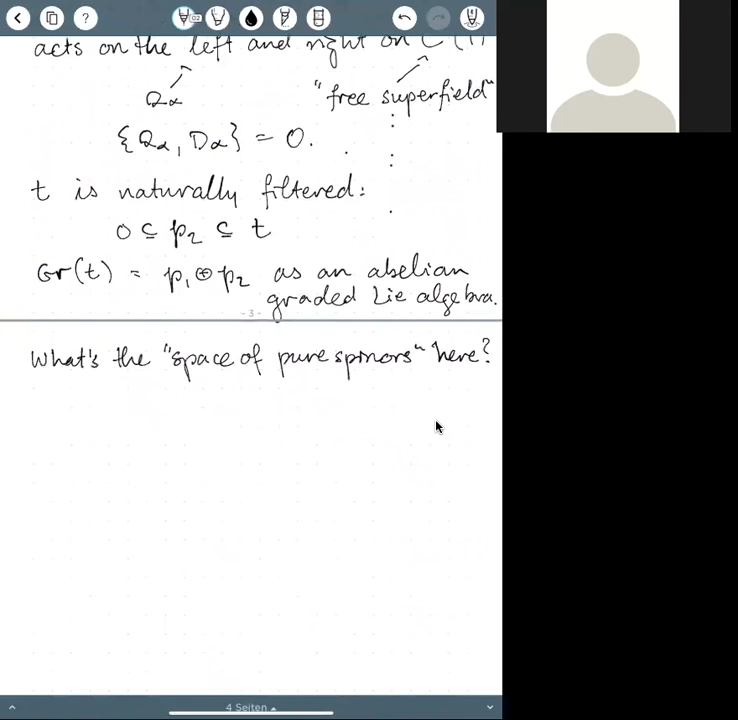 acts on the left and right on C
Qα
"free superfield"
{Qα, Dα} = 0.
t is naturally filtered:
0 ⊆ p₂ ⊆ t
Gr(t) = p₁ ⊕ p₂ as an abelian
graded Lie algebra.
- 3 -
What's the "space of pure spinors" here?
4 Seiten